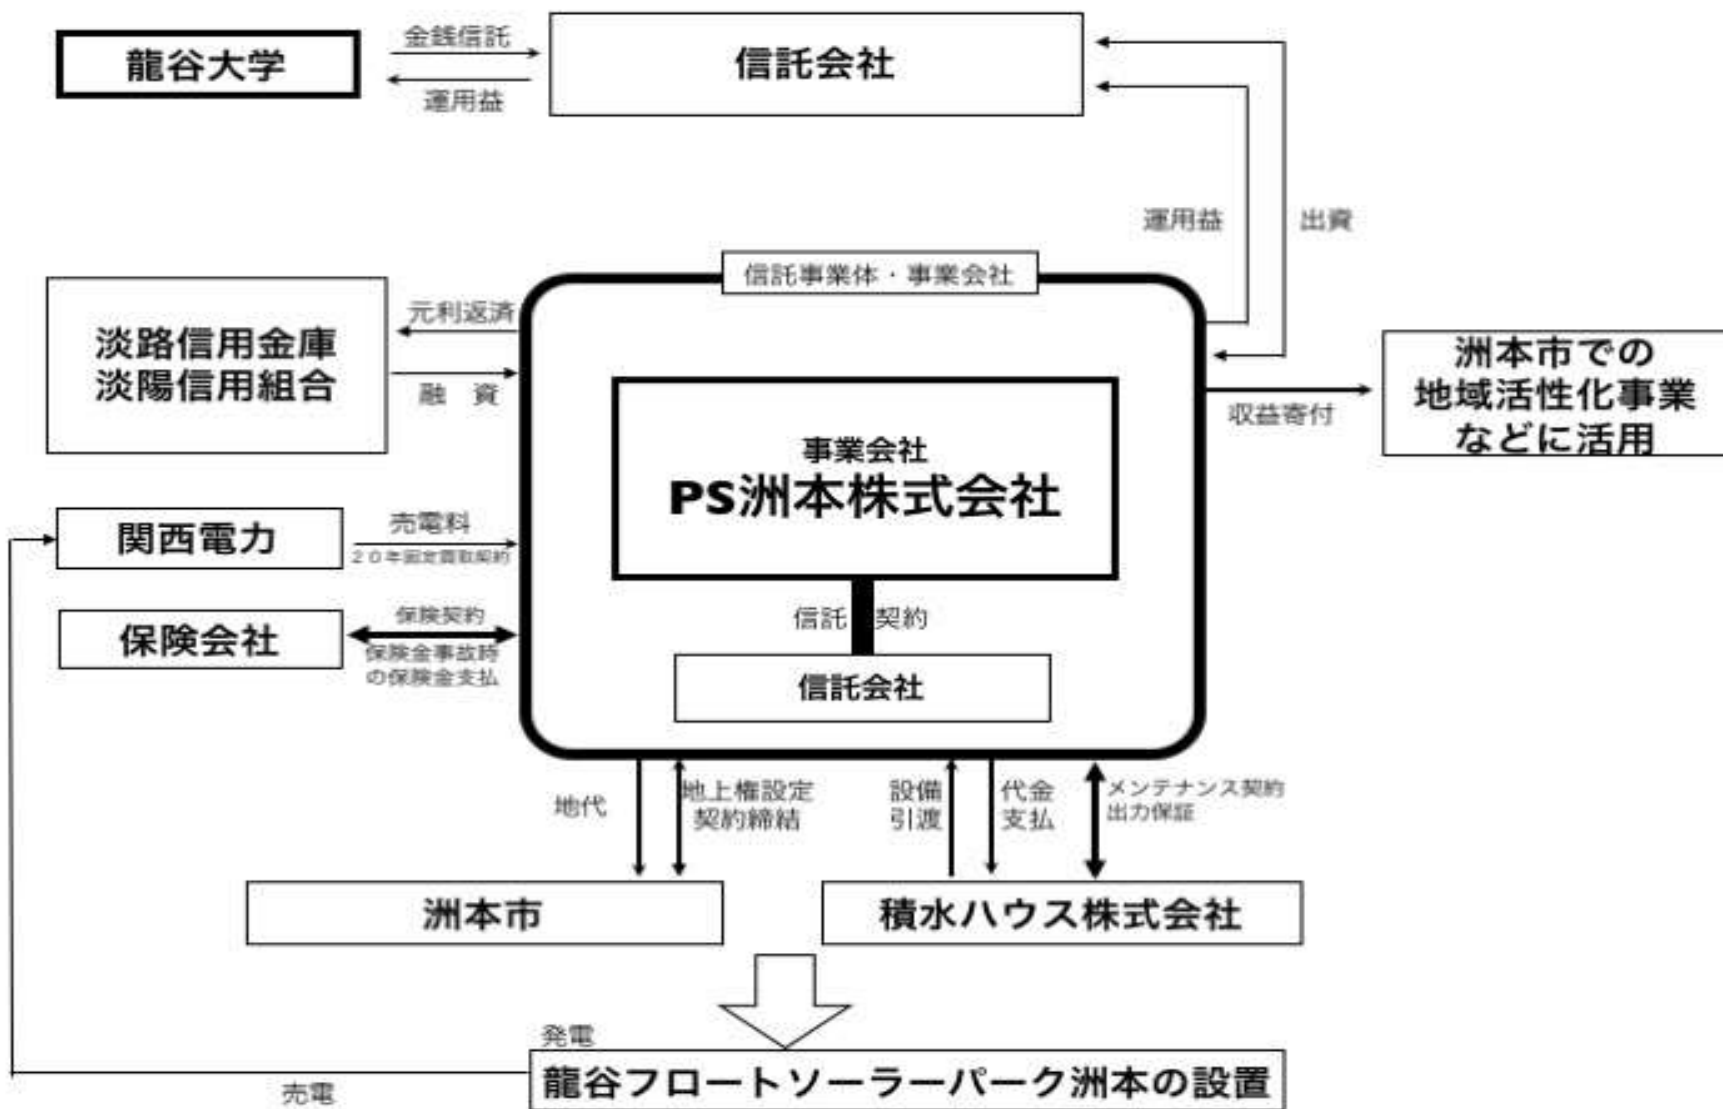 龍谷大学
金銭信託
運用益
信託会社
運用益
出資
信託事業体・事業会社
淡路信用金庫
淡陽信用組合
元利返済
融 資
事業会社
PS洲本株式会社
信託 契約
信託会社
収益寄付
洲本市での
地域活性化事業
などに活用
関西電力
売電料
20年固定買取契約
保険会社
保険契約
保険金事故時
の保険金支払
地代
地上権設定
契約締結
設備
引渡
代金
支払
メンテナンス契約
出力保証
洲本市
積水ハウス株式会社
発電
龍谷フロートソーラーパーク洲本の設置
売電